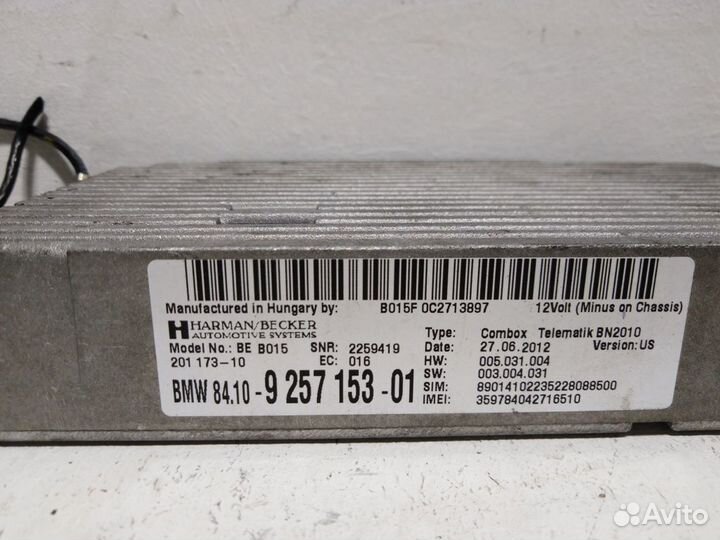 Manufactured in Hungary by: B015F 0C2713897 12Volt (Minus on Chassis)
HARMAN/BECKER
AUTOMOTIVE SYSTEMS
Model No.: BE B015 SNR: 2259419
201 173-10 EC: 016
BMW 84.10 - 9 257 153 - 01
Type: Combox Telematik BN2010
Date: 27.06.2012 Version: US
HW: 005.031.004
SW: 003.004.031
SIM: 89014102235228088500
IMEI: 359784042716510
Avito